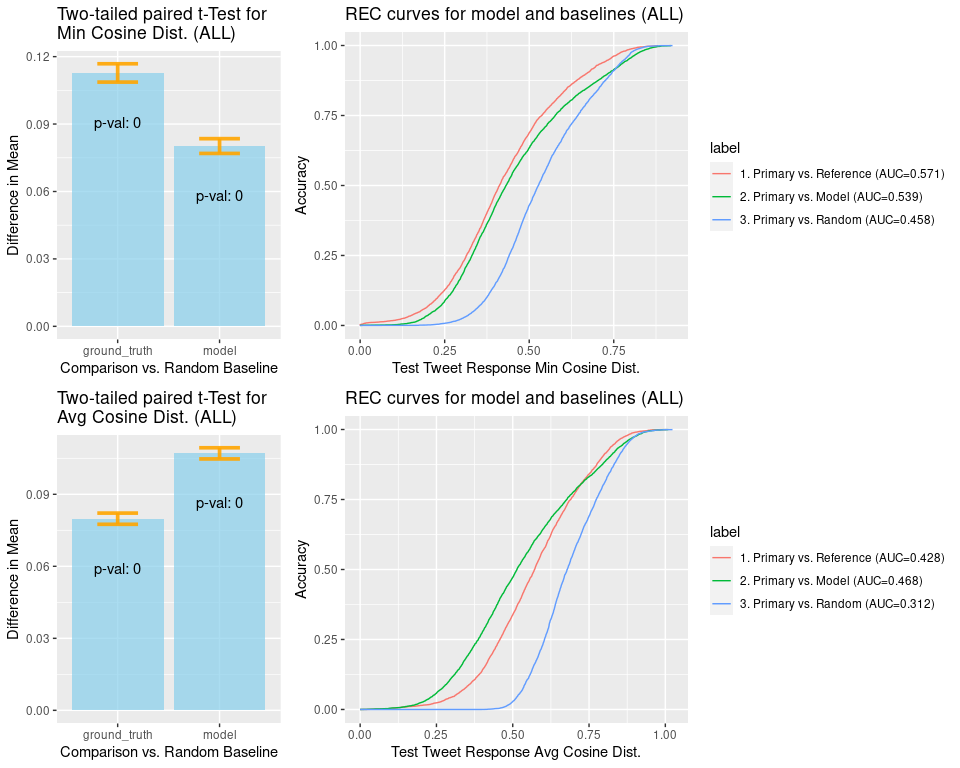 Two-tailed paired t-Test for
Min Cosine Dist. (ALL)
Difference in Mean
0.12
0.09
0.06
0.03
0.00
p-val: 0
p-val: 0
ground_truth
model
Comparison vs. Random Baseline
REC curves for model and baselines (ALL)
Accuracy
1.00
0.75
0.50
0.25
0.00
0.00
0.25
0.50
0.75
Test Tweet Response Min Cosine Dist.
label
1. Primary vs. Reference (AUC=0.571)
2. Primary vs. Model (AUC=0.539)
3. Primary vs. Random (AUC=0.458)
Two-tailed paired t-Test for
Avg Cosine Dist. (ALL)
Difference in Mean
0.09
0.06
0.03
0.00
p-val: 0
p-val: 0
ground_truth
model
Comparison vs. Random Baseline
REC curves for model and baselines (ALL)
Accuracy
1.00
0.75
0.50
0.25
0.00
0.00
0.25
0.50
0.75
1.00
Test Tweet Response Avg Cosine Dist.
label
1. Primary vs. Reference (AUC=0.428)
2. Primary vs. Model (AUC=0.468)
3. Primary vs. Random (AUC=0.312)